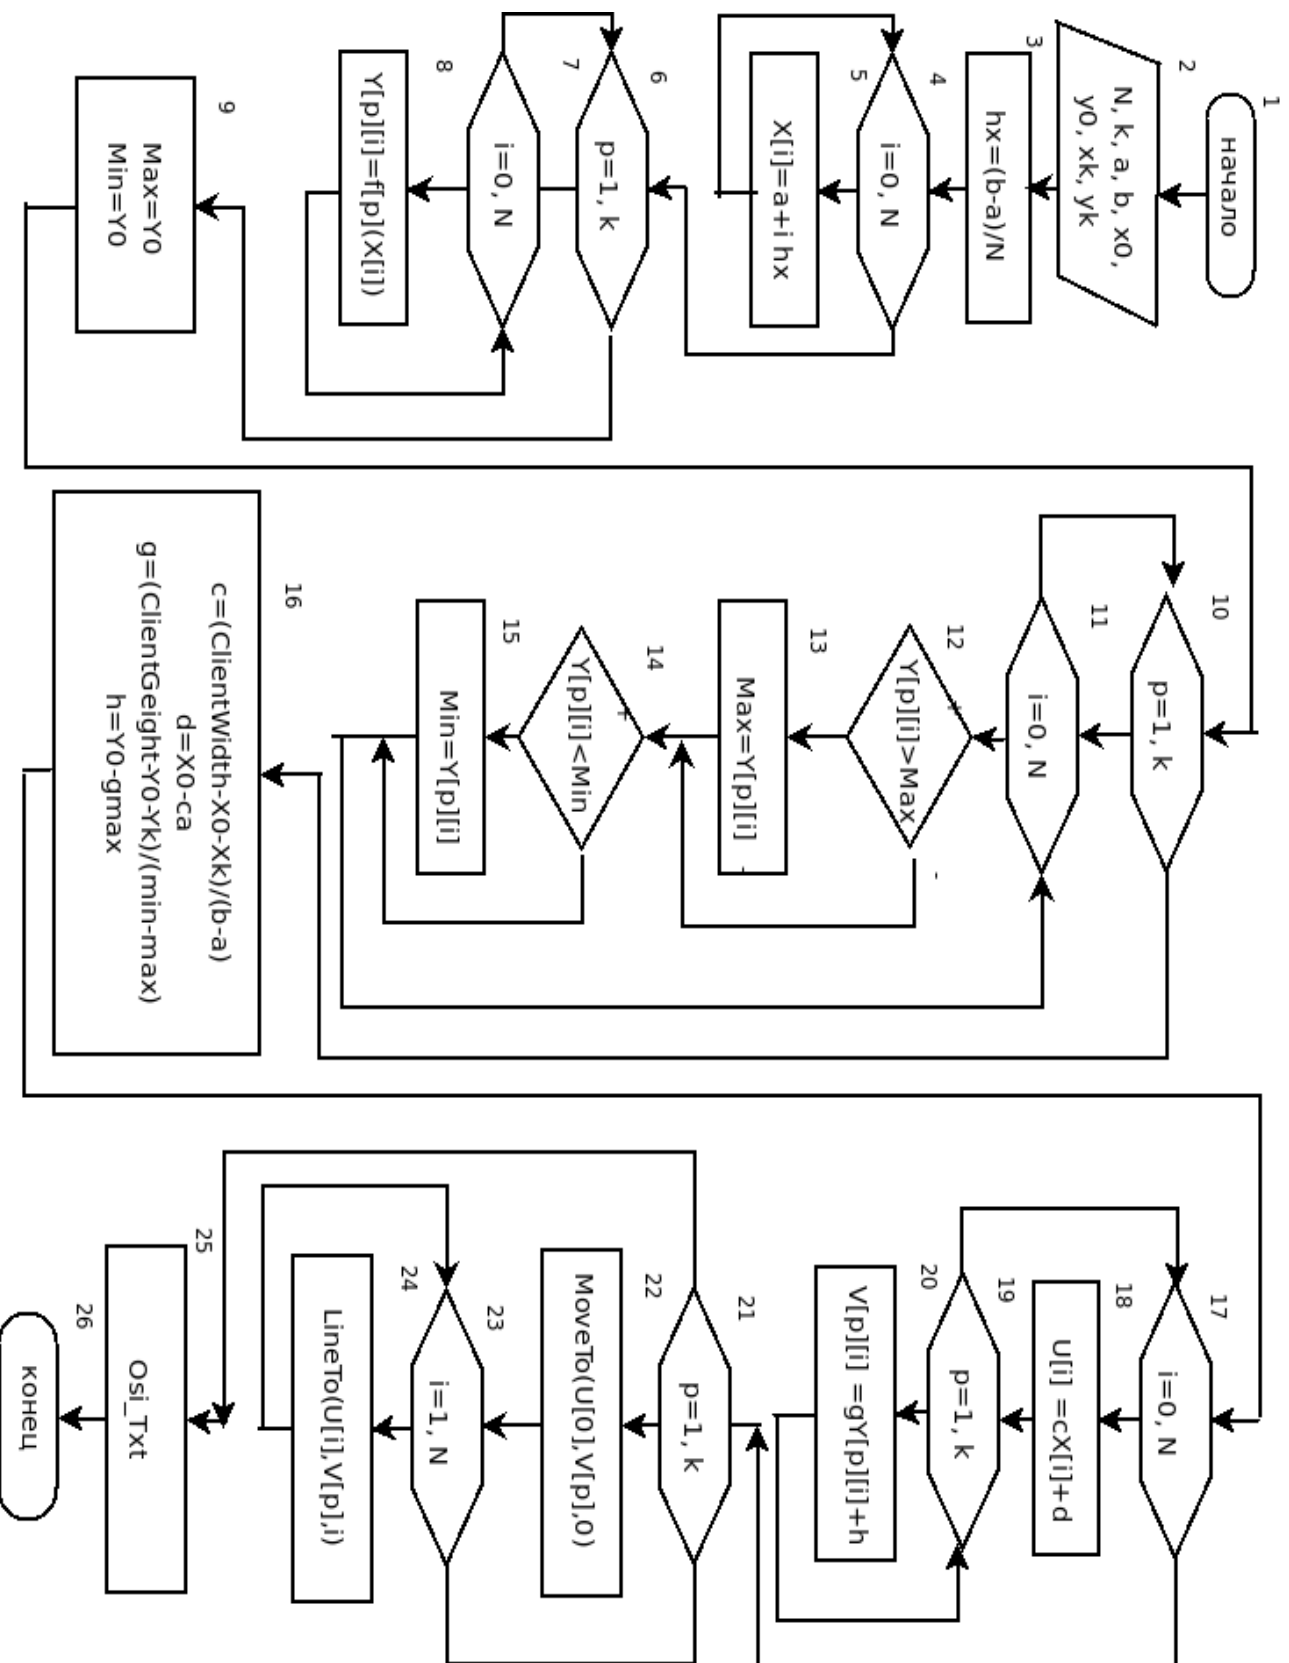 1
начало
2
N, k, a, b, x0,
y0, xk, yk
3
hx=(b-a)/N
4
i=0, N
5
X[i]=a+i hx
6
p=1, k
7
i=0, N
8
Y[p][i]=f[p](X[i])
9
Max=Y0
Min=Y0
10
p=1, k
11
i=0, N
12
Y[p][i]>Max
+
-
13
Max=Y[p][i]
14
Y[p][i]<Min
+
-
15
Min=Y[p][i]
16
c=(ClientWidth-X0-Xk)/(b-a)
d=X0-ca
g=(ClientGeight-Y0-Yk)/(min-max)
h=Y0-gmax
17
i=0, N
18
U[i] =cX[i]+d
19
p=1, k
20
V[p][i] =gY[p][i]+h
21
p=1, k
22
MoveTo(U[0],V[p],0)
23
i=1, N
24
LineTo(U[i],V[p],i)
25
Osi_Txt
26
конец